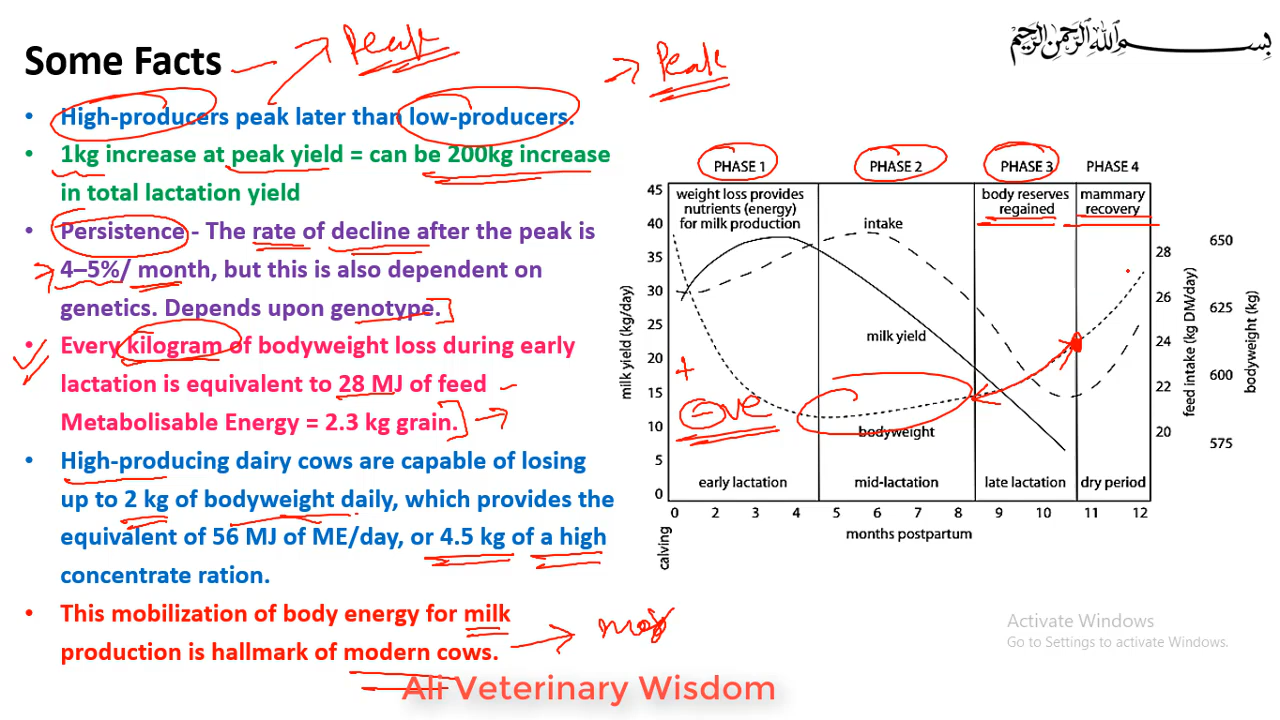 Some Facts
Peak
Peak
بِسْمِ اللهِ الرَّحْمٰنِ الرَّحِيْمِ
• High-producers peak later than low-producers.
• 1kg increase at peak yield = can be 200kg increase
in total lactation yield
• Persistence - The rate of decline after the peak is
4–5%/ month, but this is also dependent on
genetics. Depends upon genotype.
• Every kilogram of bodyweight loss during early
lactation is equivalent to 28 MJ of feed
Metabolisable Energy = 2.3 kg grain.
• High-producing dairy cows are capable of losing
up to 2 kg of bodyweight daily, which provides the
equivalent of 56 MJ of ME/day, or 4.5 kg of a high
concentrate ration.
• This mobilization of body energy for milk
production is hallmark of modern cows.
PHASE 1 PHASE 2 PHASE 3 PHASE 4
weight loss provides
nutrients (energy)
for milk production
body reserves
regained
mammary
recovery
intake
milk yield
bodyweight
+
-ve
early lactation mid-lactation late lactation dry period
45
40
35
30
25
20
15
10
5
0
milk yield (kg/day)
28
26
24
22
20
feed intake (kg DM/day)
650
625
600
575
bodyweight (kg)
0 2 3 4 5 6 7 8 9 10 11 12
calving
months postpartum
Activate Windows
Go to Settings to activate Windows.
Ali Veterinary Wisdom